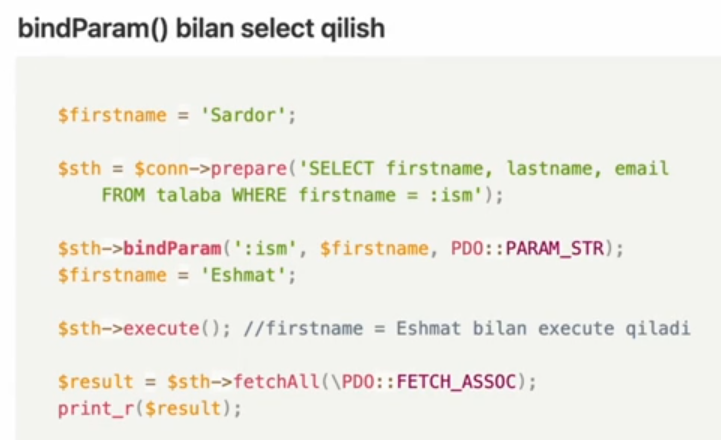 bindParam() bilan select qilish
$firstname = 'Sardor';
$sth = $conn->prepare('SELECT firstname, lastname, email
FROM talaba WHERE firstname = :ism');
$sth->bindParam(':ism', $firstname, PDO::PARAM_STR);
$firstname = 'Eshmat';
$sth->execute(); //firstname = Eshmat bilan execute qiladi
$result = $sth->fetchAll(\PDO::FETCH_ASSOC);
print_r($result);